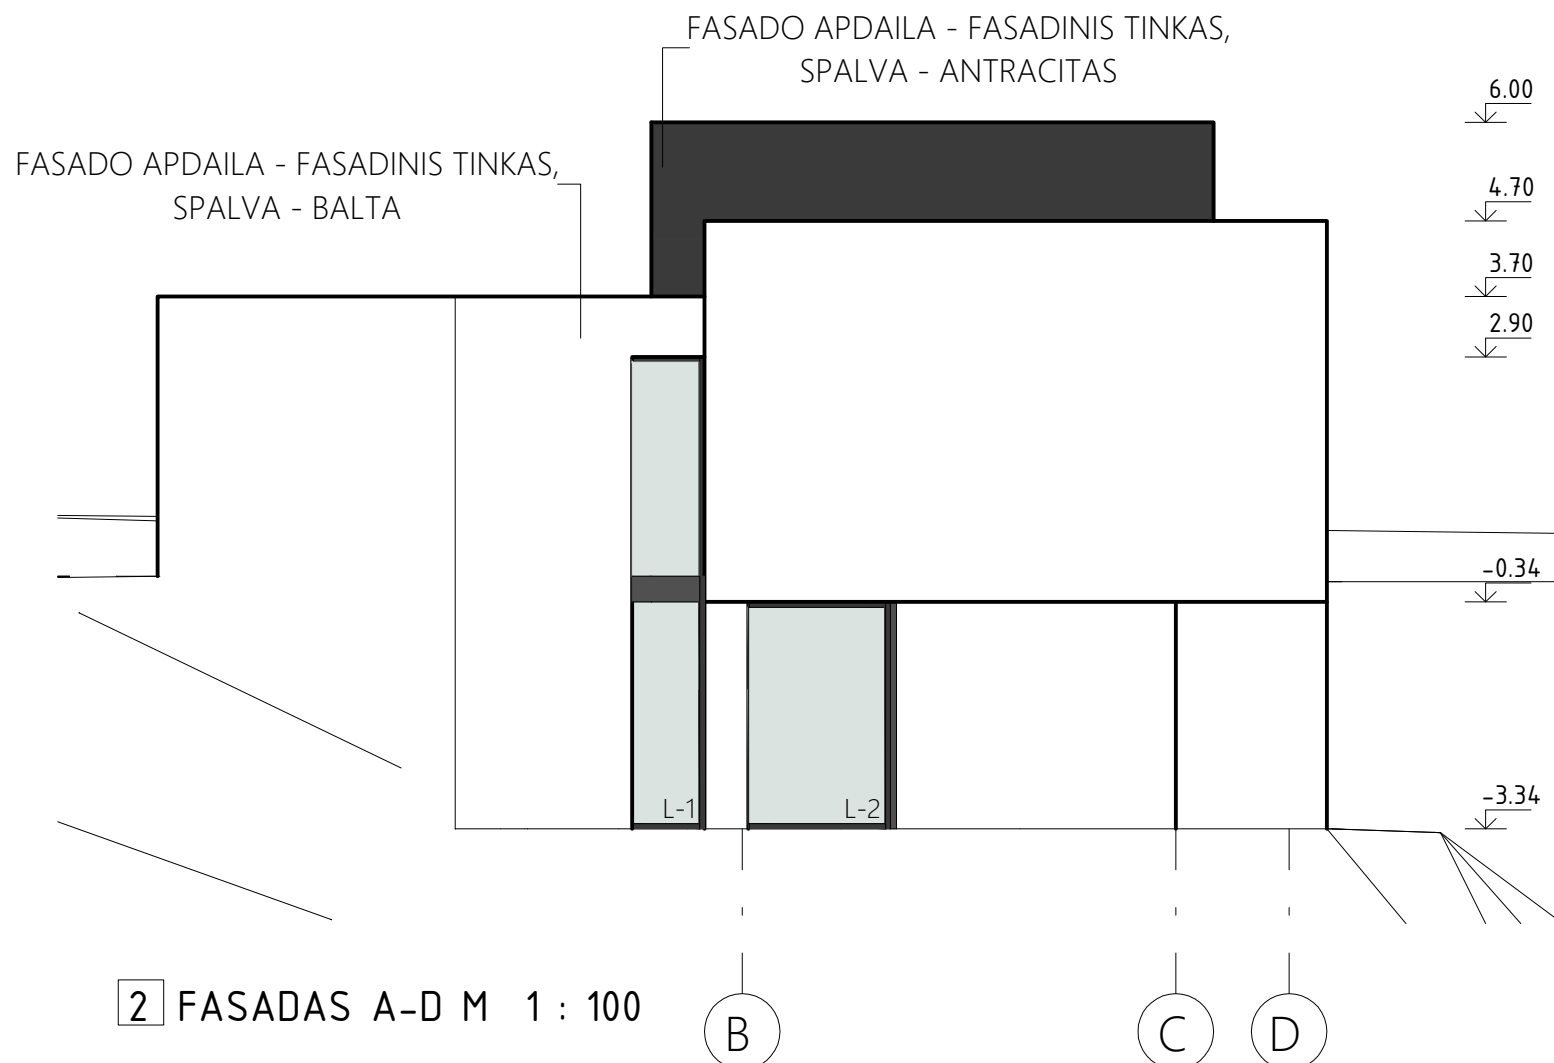 FASADO APDAILA - FASADINIS TINKAS,
SPALVA - ANTRACITAS
FASADO APDAILA - FASADINIS TINKAS,
SPALVA - BALTA
6.00
4.70
3.70
2.90
-0.34
-3.34
L-1
L-2
2 FASADAS A-D M 1 : 100
B
C
D